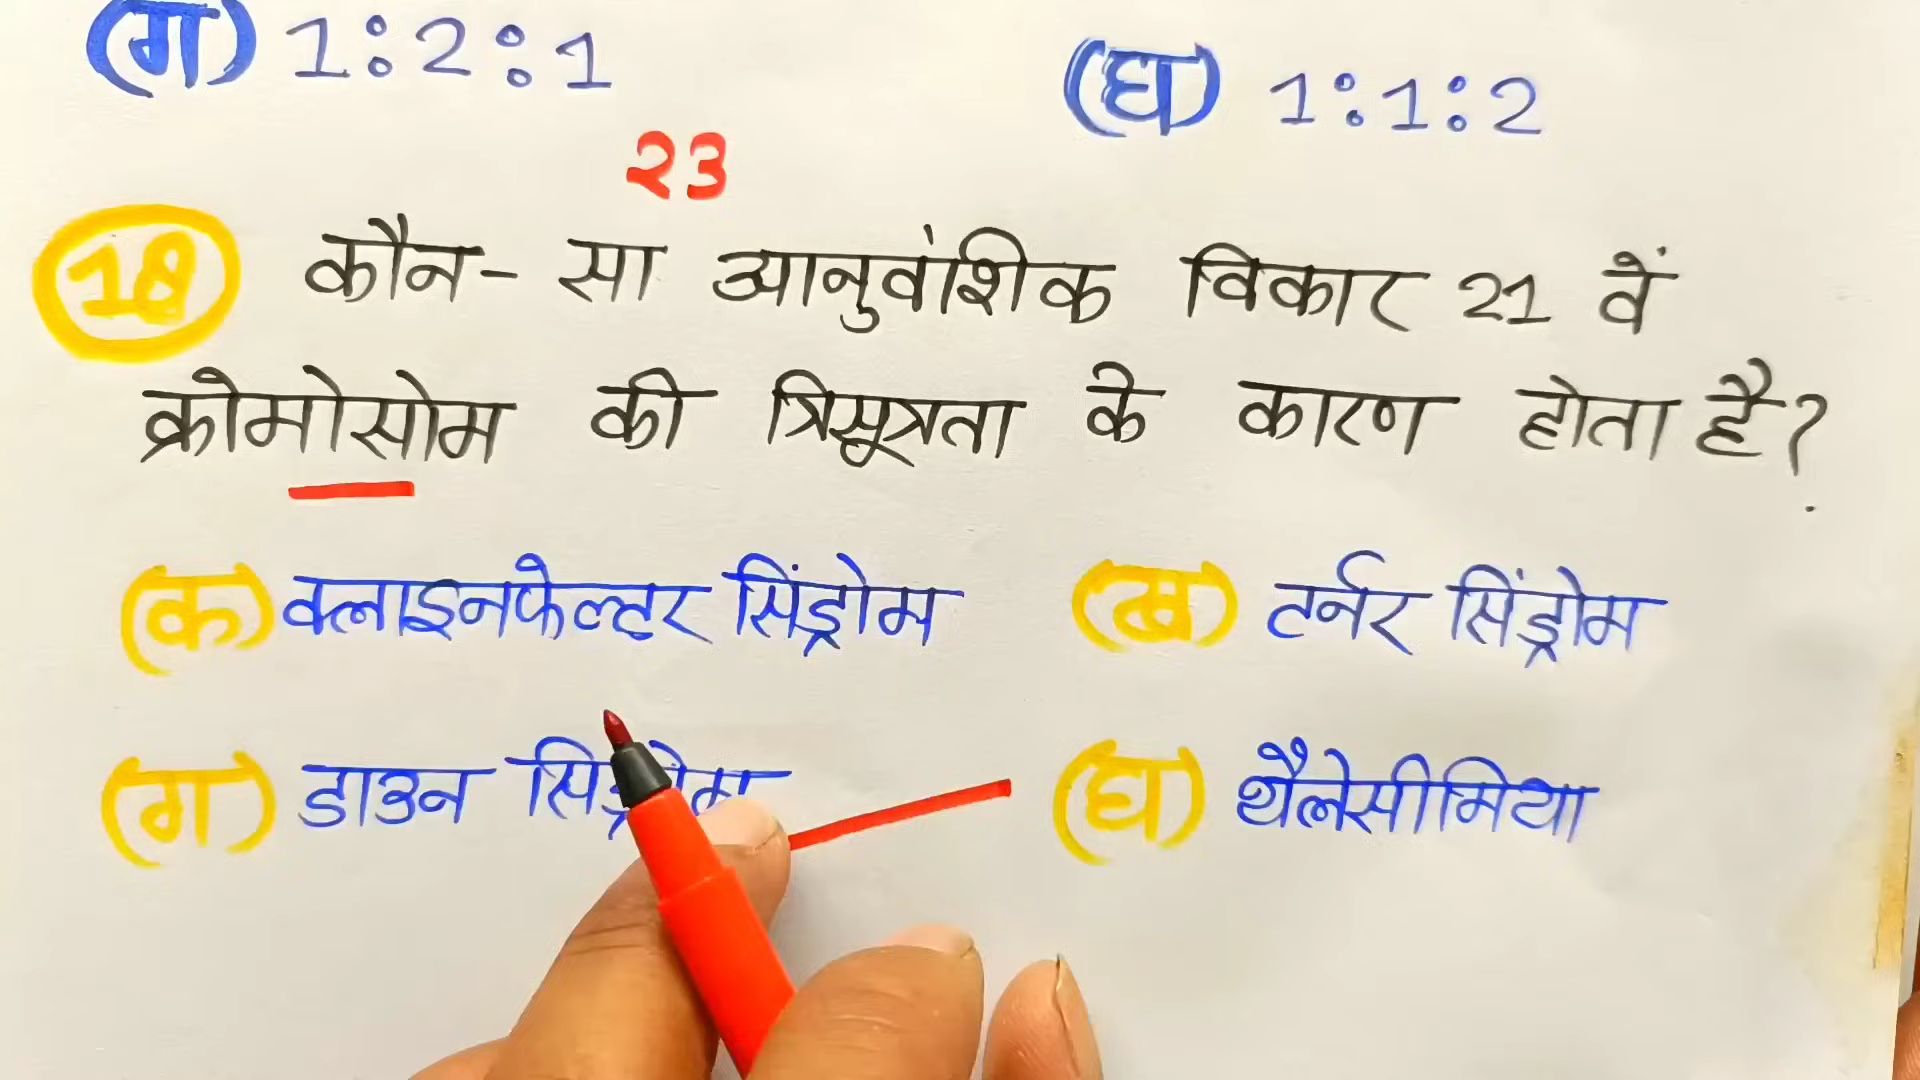 (ग) 1:2:1
(घ) 1:1:2
23
18 कौन-सा आनुवंशिक विकार 21 वें
क्रोमोसोम की त्रिसूत्रता के कारण होता है?
(क) क्लाइनफेल्टर सिंड्रोम
(ख) टर्नर सिंड्रोम
(ग) डाउन सिंड्रोम
(घ) थैलेसीमिया